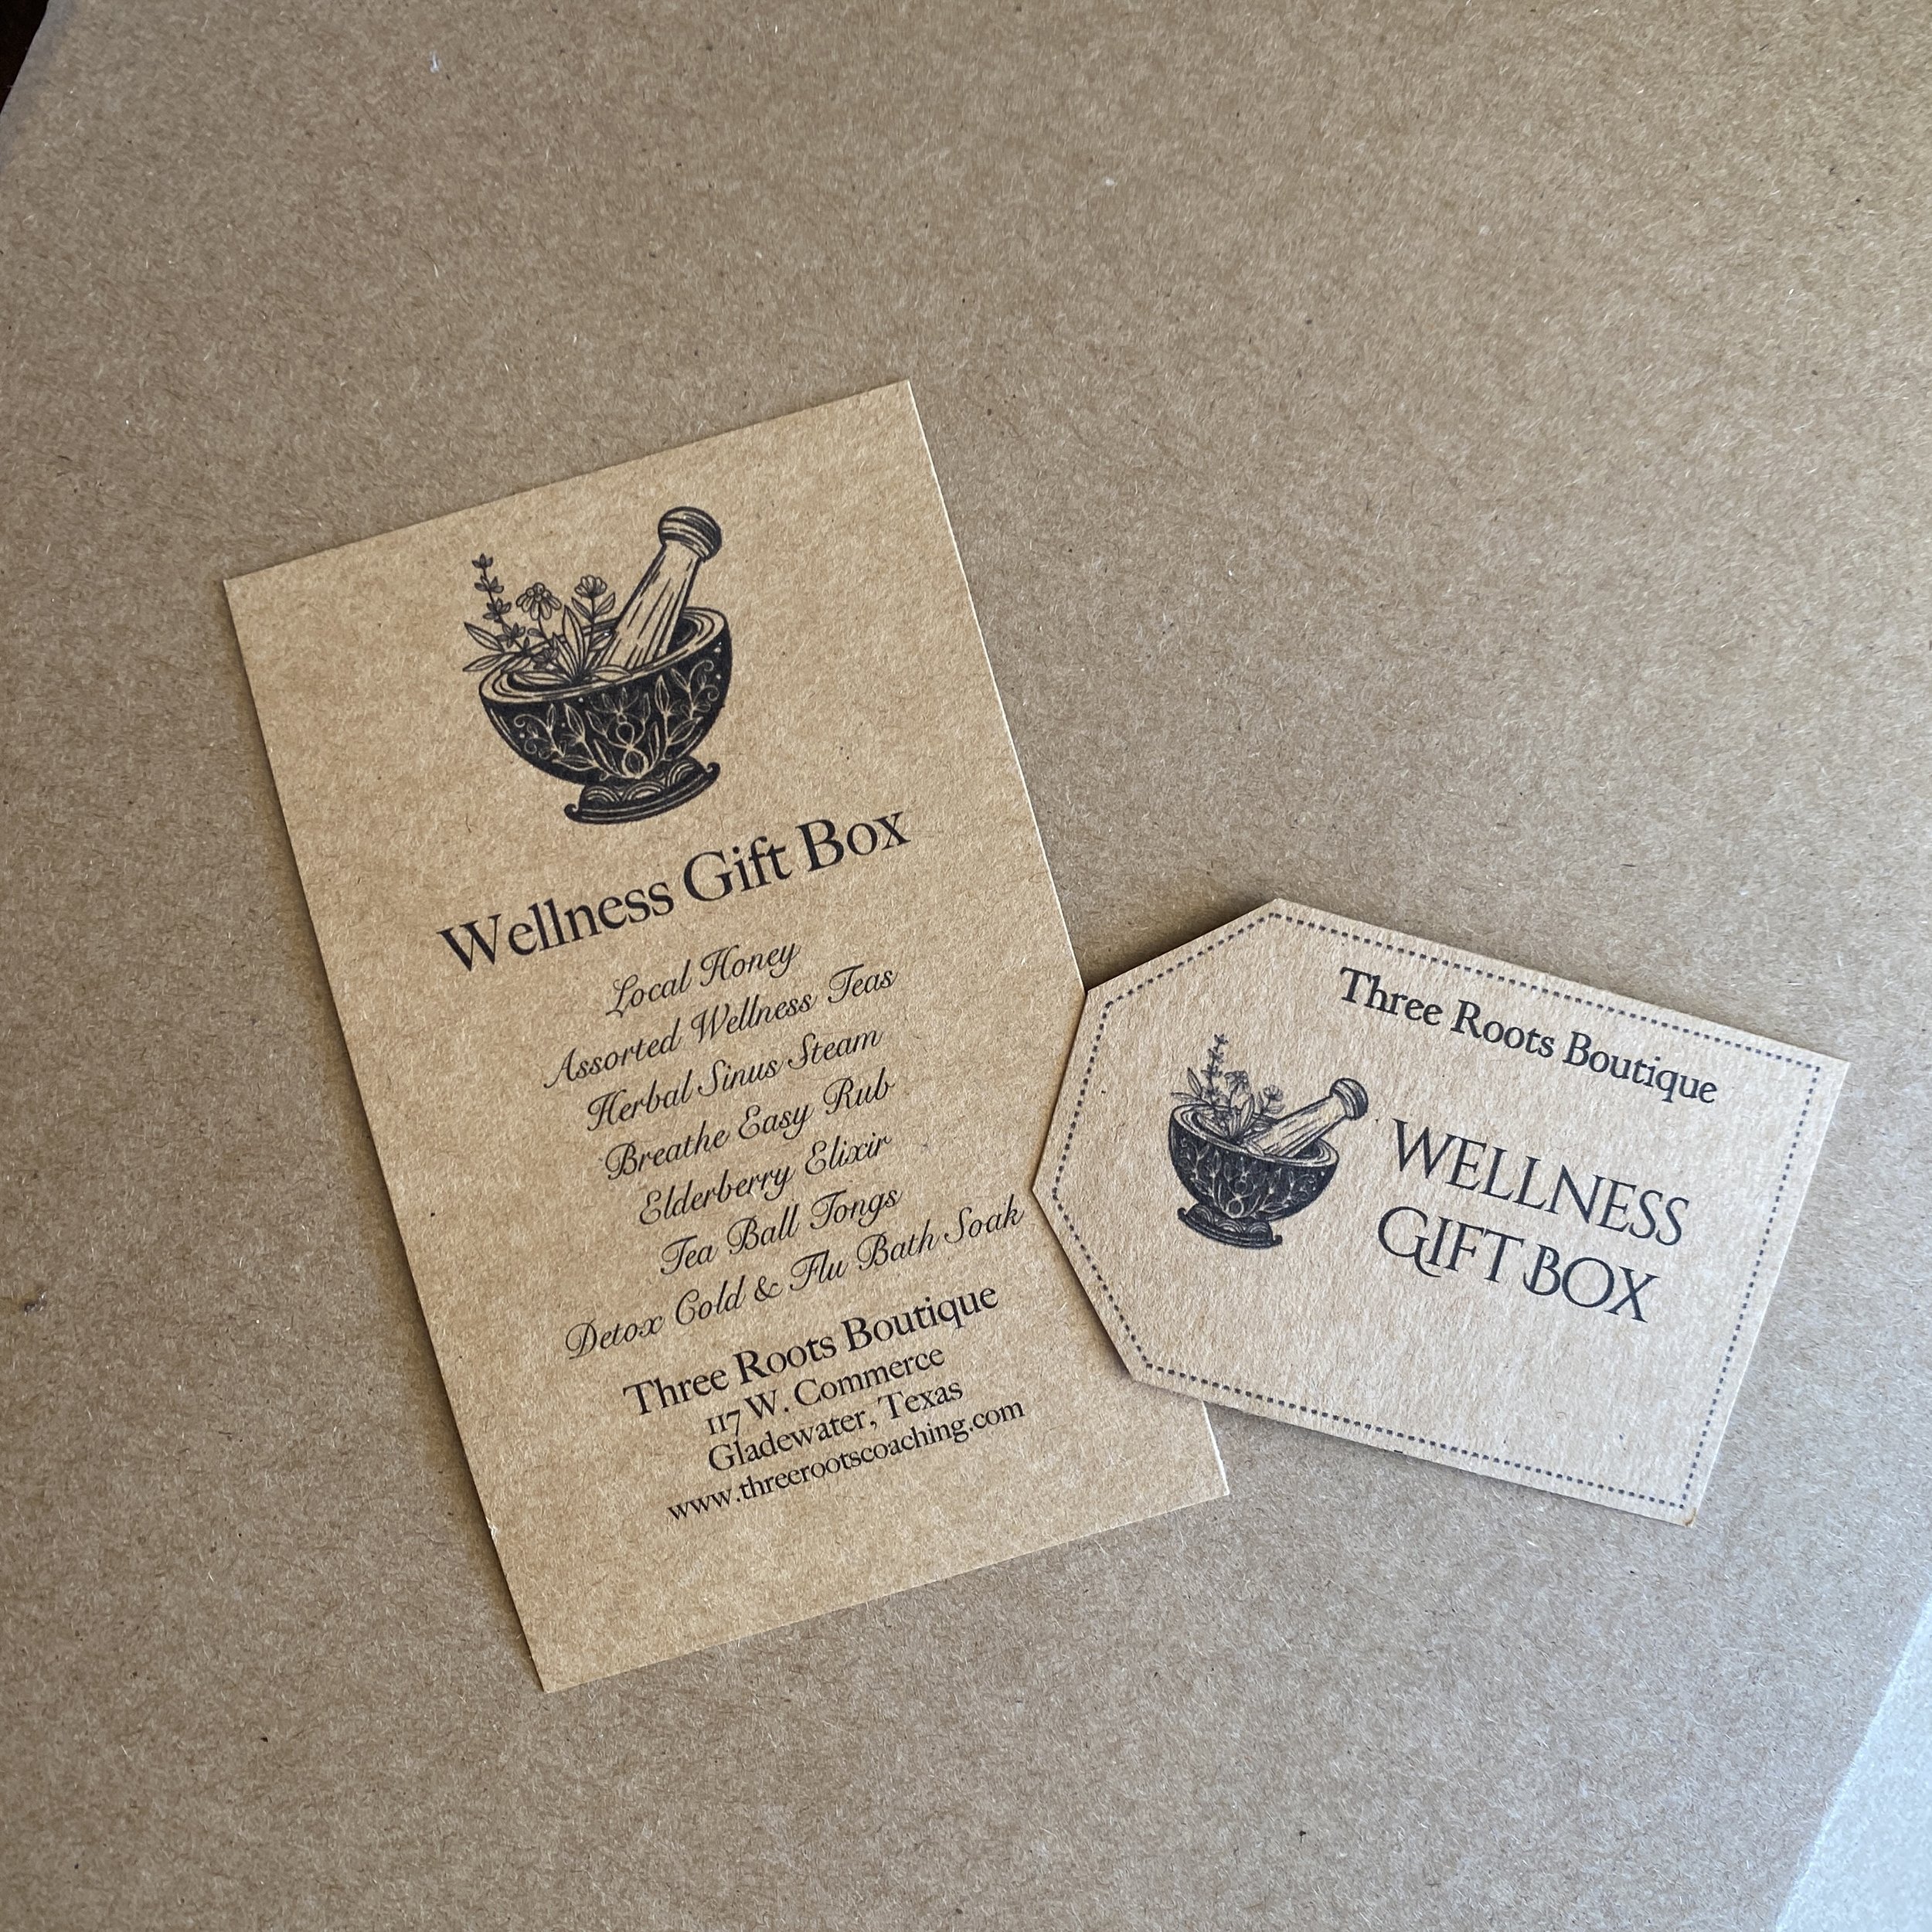 Wellness Gift Box
Local Honey
Assorted Wellness Teas
Herbal Sinus Steam
Breathe Easy Rub
Elderberry Elixir
Tea Ball Tongs
Detox Cold & Flu Bath Soak
Three Roots Boutique
117 W. Commerce
Gladewater, Texas
www.threerootscoaching.com
Three Roots Boutique
WELLNESS
GIFT BOX